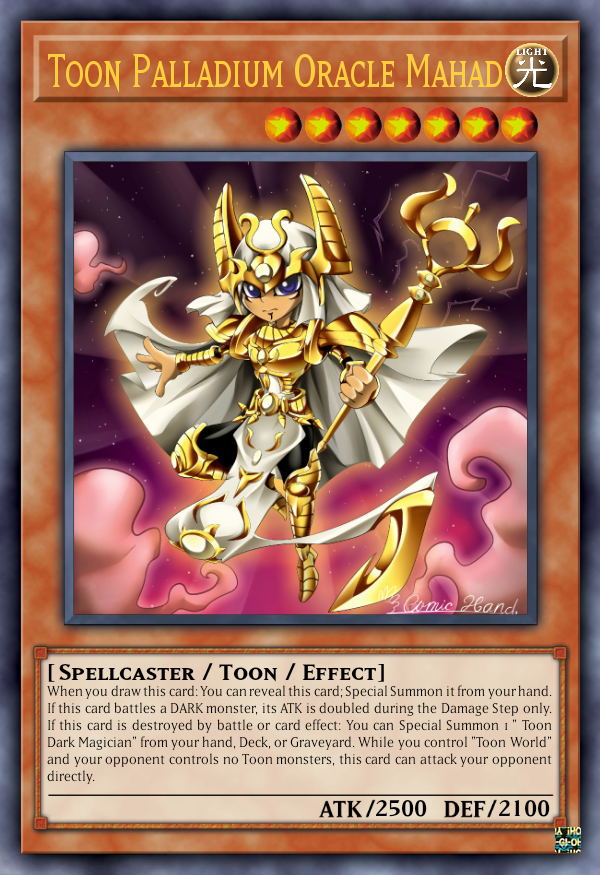 Toon Palladium Oracle Mahad
LIGHT
光
Comic Hand.
[ Spellcaster / Toon / Effect]
When you draw this card: You can reveal this card; Special Summon it from your hand.
If this card battles a DARK monster, its ATK is doubled during the Damage Step only.
If this card is destroyed by battle or card effect: You can Special Summon 1 " Toon
Dark Magician" from your hand, Deck, or Graveyard. While you control "Toon World"
and your opponent controls no Toon monsters, this card can attack your opponent
directly.
ATK/2500 DEF/2100